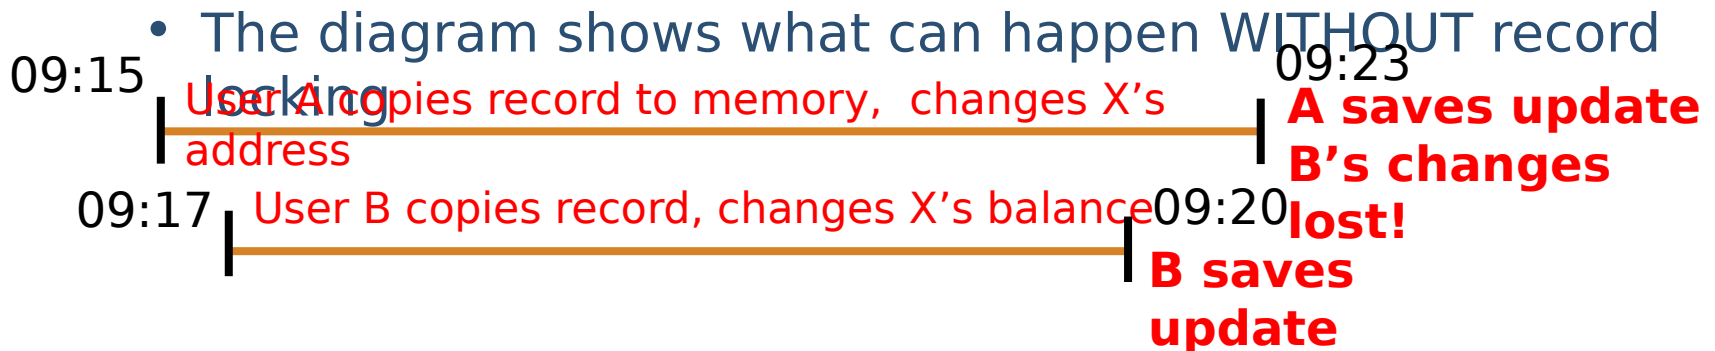 • The diagram shows what can happen WITHOUT record
locking
09:15
User A copies record to memory,  changes X’s
address
09:23
A saves update
B’s changes
lost!
09:17
User B copies record, changes X’s balance
09:20
B saves
update